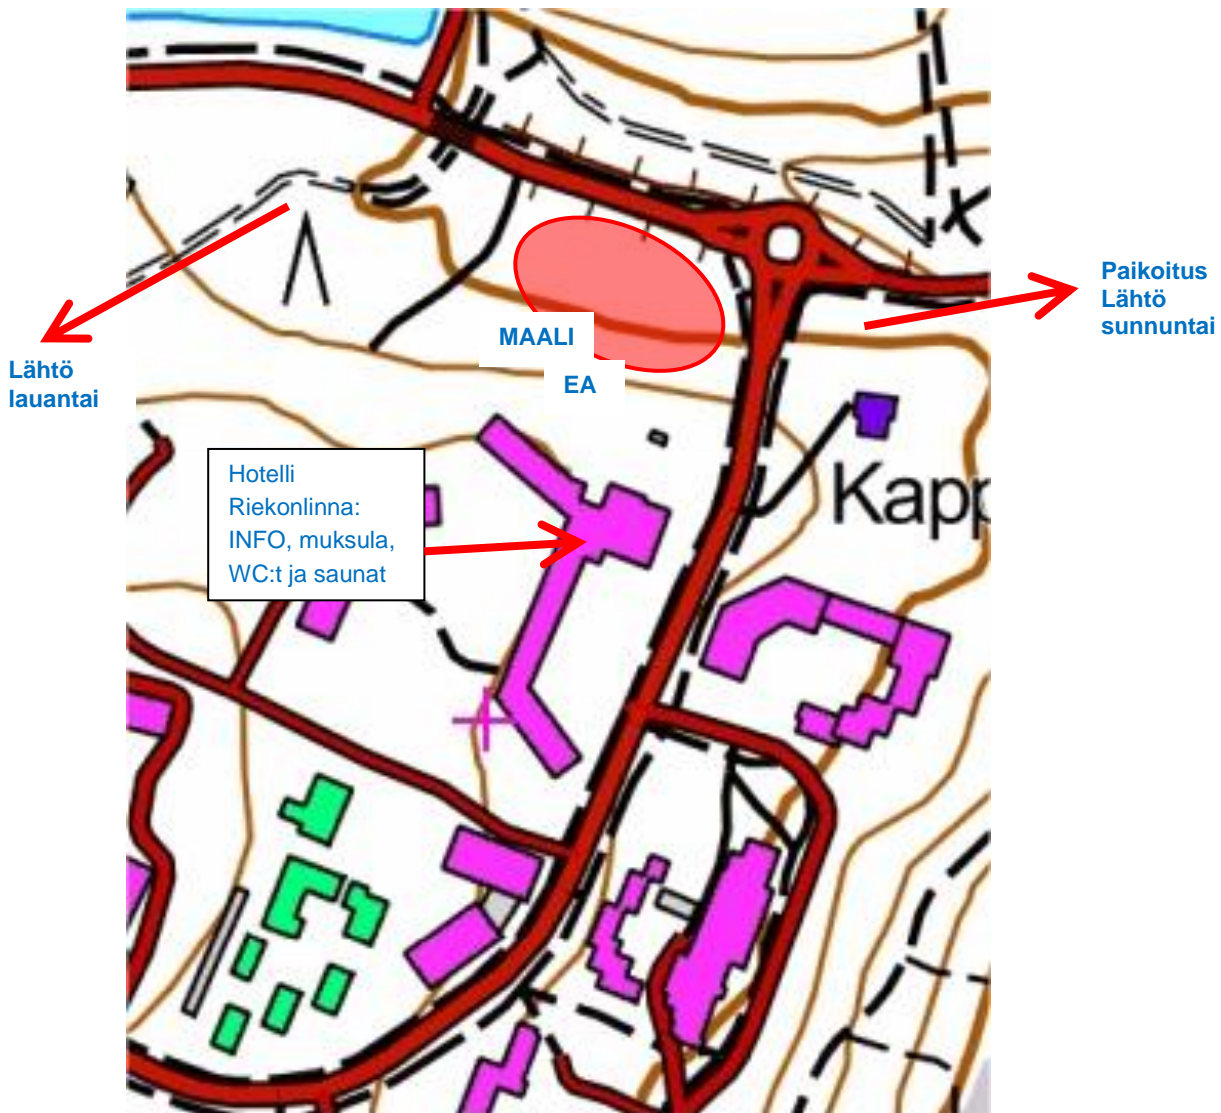 Paikoitus
Lähtö
sunnuntai
MAALI
EA
Lähtö
lauantai
Hotelli
Riekonlinna:
INFO, muksula,
WC:t ja saunat
Kapp